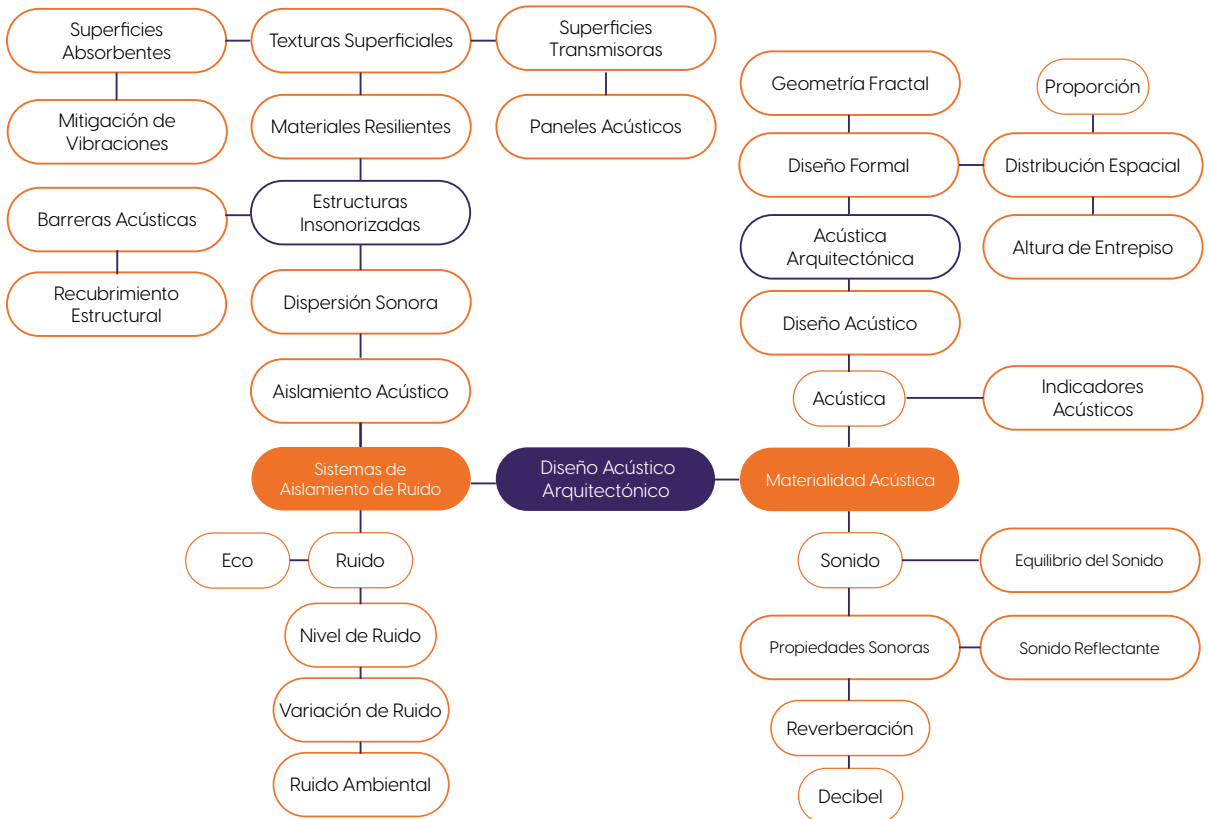 Superficies
Absorbentes
Texturas Superficiales
Superficies
Transmisoras
Mitigación de
Vibraciones
Materiales Resilientes
Paneles Acústicos
Barreras Acústicas
Estructuras
Insonorizadas
Recubrimiento
Estructural
Dispersión Sonora
Aislamiento Acústico
Geometría Fractal
Proporción
Diseño Formal
Distribución Espacial
Acústica
Arquitectónica
Altura de Entrepiso
Diseño Acústico
Acústica
Indicadores
Acústicos
Sistemas de
Aislamiento de Ruido
Diseño Acústico
Arquitectónico
Materialidad Acústica
Eco
Ruido
Nivel de Ruido
Variación de Ruido
Ruido Ambiental
Sonido
Equilibrio del Sonido
Propiedades Sonoras
Sonido Reflectante
Reverberación
Decibel